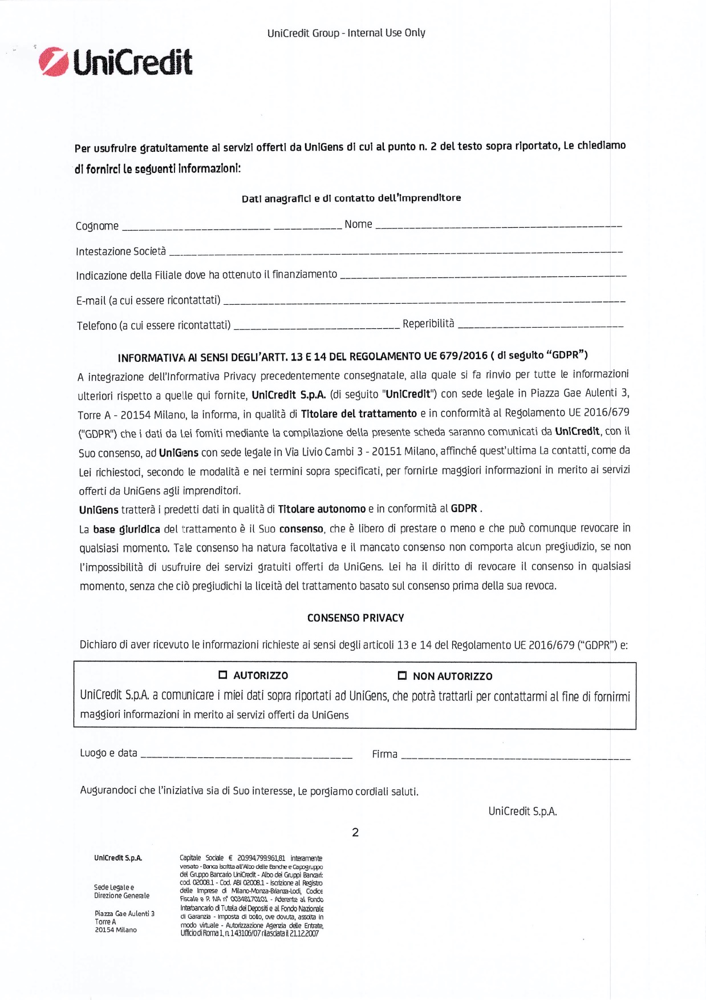 UniCredit Group - Internal Use Only
UniCredit
Per usufruire gratuitamente ai servizi offerti da UniGens di cui al punto n. 2 del testo sopra riportato, Le chiediamo
di fornirci le seguenti informazioni:
Dati anagrafici e di contatto dell'imprenditore
Cognome __________________________ ____________ Nome ____________________________________________
Intestazione Società ________________________________________________________________________________
Indicazione della Filiale dove ha ottenuto il finanziamento ___________________________________________________
E-mail (a cui essere ricontattati) ________________________________________________________________________
Telefono (a cui essere ricontattati) ______________________________ Reperibilità ______________________________
INFORMATIVA AI SENSI DEGLI'ARTT. 13 E 14 DEL REGOLAMENTO UE 679/2016 ( di seguito “GDPR”)
A integrazione dell'Informativa Privacy precedentemente consegnatale, alla quale si fa rinvio per tutte le informazioni
ulteriori rispetto a quelle qui fornite, UniCredit S.p.A. (di seguito "UniCredit") con sede legale in Piazza Gae Aulenti 3,
Torre A - 20154 Milano, la informa, in qualità di Titolare del trattamento e in conformità al Regolamento UE 2016/679
("GDPR") che i dati da Lei forniti mediante la compilazione della presente scheda saranno comunicati da UniCredit, con il
Suo consenso, ad UniGens con sede legale in Via Livio Cambi 3 - 20151 Milano, affinché quest'ultima La contatti, come da
Lei richiestoci, secondo le modalità e nei termini sopra specificati, per fornirLe maggiori informazioni in merito ai servizi
offerti da UniGens agli imprenditori.
UniGens tratterà i predetti dati in qualità di Titolare autonomo e in conformità al GDPR .
La base giuridica del trattamento è il Suo consenso, che è libero di prestare o meno e che può comunque revocare in
qualsiasi momento. Tale consenso ha natura facoltativa e il mancato consenso non comporta alcun pregiudizio, se non
l'impossibilità di usufruire dei servizi gratuiti offerti da UniGens. Lei ha il diritto di revocare il consenso in qualsiasi
momento, senza che ciò pregiudichi la liceità del trattamento basato sul consenso prima della sua revoca.
CONSENSO PRIVACY
Dichiaro di aver ricevuto le informazioni richieste ai sensi degli articoli 13 e 14 del Regolamento UE 2016/679 (“GDPR”) e:
☐ AUTORIZZO ☐ NON AUTORIZZO
UniCredit S.p.A. a comunicare i miei dati sopra riportati ad UniGens, che potrà trattarli per contattarmi al fine di fornirmi
maggiori informazioni in merito ai servizi offerti da UniGens
Luogo e data ______________________________________ Firma _________________________________________
Augurandoci che l'iniziativa sia di Suo interesse, Le porgiamo cordiali saluti.
UniCredit S.p.A.
2
UniCredit S.p.A.
Sede Legale e
Direzione Generale
Piazza Gae Aulenti 3
Torre A
20154 Milano
Capitale Sociale € 20.994.799.961,81 interamente
versato - Banca iscritta all'Albo delle Banche e Capogruppo
del Gruppo Bancario UniCredit - Albo dei Gruppi Bancari:
cod. 02008.1 - Cod. ABI 02008.1 - iscrizione al Registro
delle Imprese di Milano-Monza-Brianza-Lodi, Codice
Fiscale e P. IVA n° 00348170101 - Aderente al Fondo
Interbancario di Tutela dei Depositi e al Fondo Nazionale
di Garanzia - Imposta di bollo, ove dovuta, assolta in
modo virtuale - Autorizzazione Agenzia delle Entrate,
Ufficio di Roma 1, n. 143106/07 rilasciata il 21.12.2007